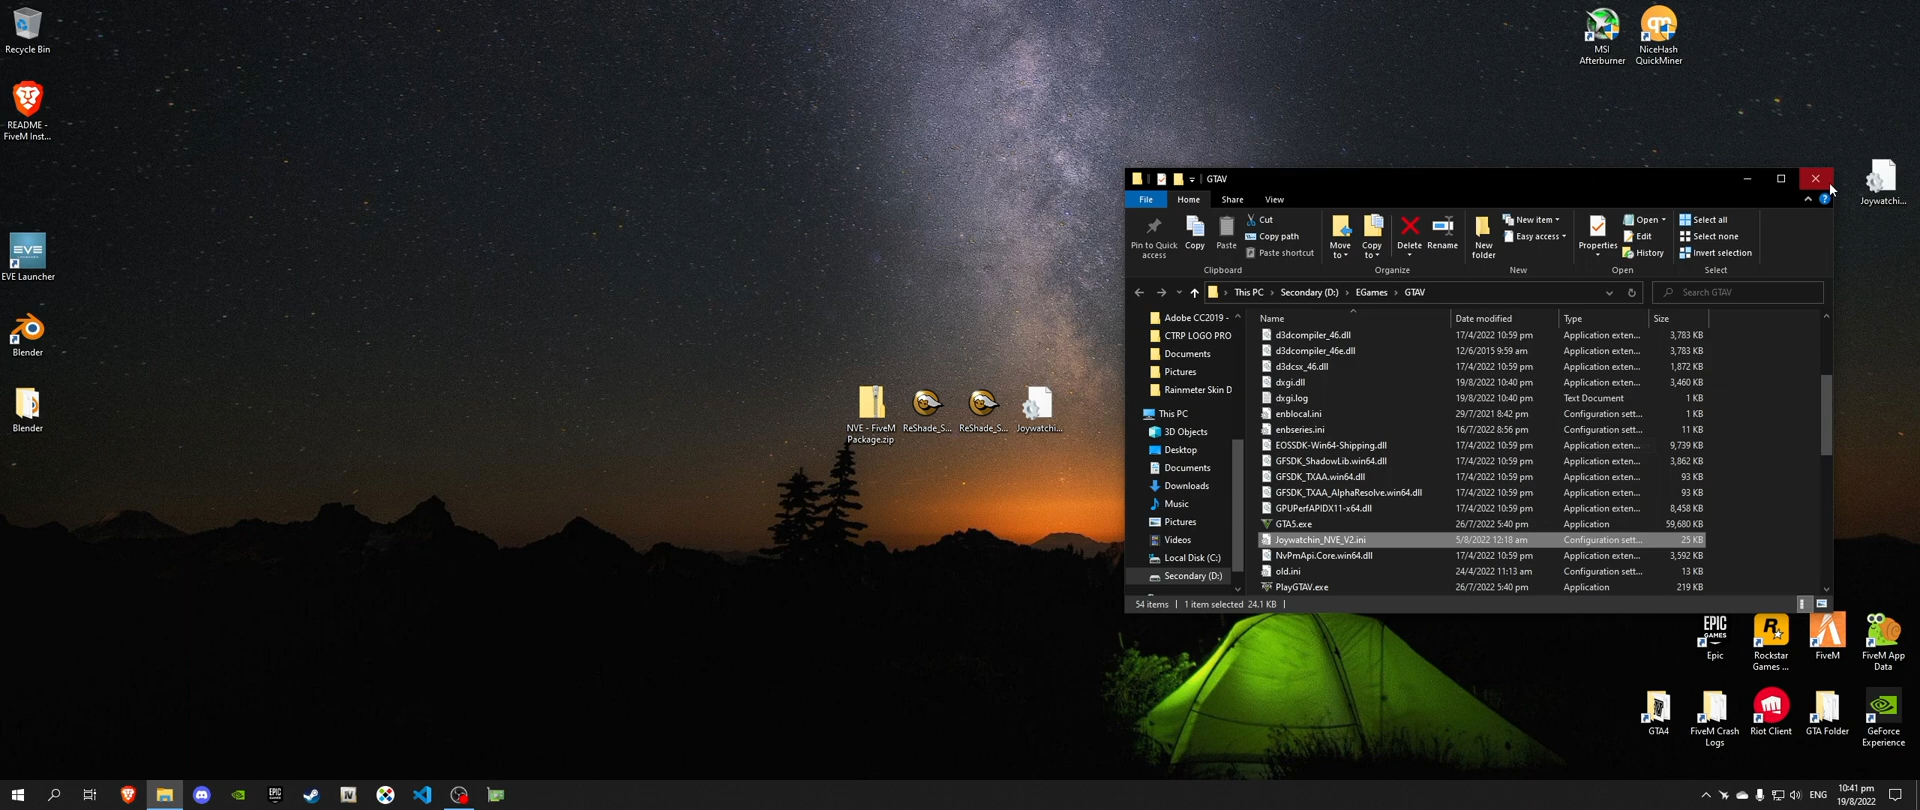 Recycle Bin
README -
FiveM Inst...
EVE
EVE Launcher
Blender
Blender
MSI
Afterburner
NiceHash
QuickMiner
Joywatchi...
NVE - FiveM
Package.zip
ReShade_S...
ReShade_S...
Joywatchi...
GTAV
File
Home
Share
View
Pin to Quick
access
Copy
Paste
Cut
Copy path
Paste shortcut
Clipboard
Move
to
Copy
to
Delete
Rename
Organize
New
folder
New item
Easy access
New
Properties
Open
Edit
History
Open
Select all
Select none
Invert selection
Select
This PC > Secondary (D:) > EGames > GTAV
Search GTAV
Adobe CC2019 -
CTRP LOGO PRO
Documents
Pictures
Rainmeter Skin D
This PC
3D Objects
Desktop
Documents
Downloads
Music
Pictures
Videos
Local Disk (C:)
Secondary (D:)
Name Date modified Type Size
d3dcompiler_46.dll 17/4/2022 10:59 pm Application exten... 3,783 KB
d3dcompiler_46e.dll 12/6/2015 9:59 am Application exten... 3,783 KB
d3dcsx_46.dll 17/4/2022 10:59 pm Application exten... 1,872 KB
dxgi.dll 19/8/2022 10:40 pm Application exten... 3,460 KB
dxgi.log 19/8/2022 10:40 pm Text Document 1 KB
enblocal.ini 29/7/2021 8:42 pm Configuration sett... 1 KB
enbseries.ini 16/7/2022 8:56 pm Configuration sett... 11 KB
EOSSDK-Win64-Shipping.dll 17/4/2022 10:59 pm Application exten... 9,739 KB
GFSDK_ShadowLib.win64.dll 17/4/2022 10:59 pm Application exten... 3,862 KB
GFSDK_TXAA.win64.dll 17/4/2022 10:59 pm Application exten... 93 KB
GFSDK_TXAA_AlphaResolve.win64.dll 17/4/2022 10:59 pm Application exten... 93 KB
GPUPerfAPIDX11-x64.dll 17/4/2022 10:59 pm Application exten... 8,458 KB
GTA5.exe 26/7/2022 5:40 pm Application 59,680 KB
Joywatchin_NVE_V2.ini 5/8/2022 12:18 am Configuration sett... 25 KB
NvPmApi.Core.win64.dll 17/4/2022 10:59 pm Application exten... 3,592 KB
old.ini 24/4/2022 11:13 am Configuration sett... 13 KB
PlayGTAV.exe 26/7/2022 5:40 pm Application 219 KB
54 items 1 item selected 24.1 KB
EPIC
GAMES
Epic
Rockstar
Games ...
FiveM
FiveM App
Data
GTA4
FiveM Crash
Logs
Riot Client
GTA Folder
GeForce
Experience
EPIC
IV
ENG
10:41 pm
19/8/2022